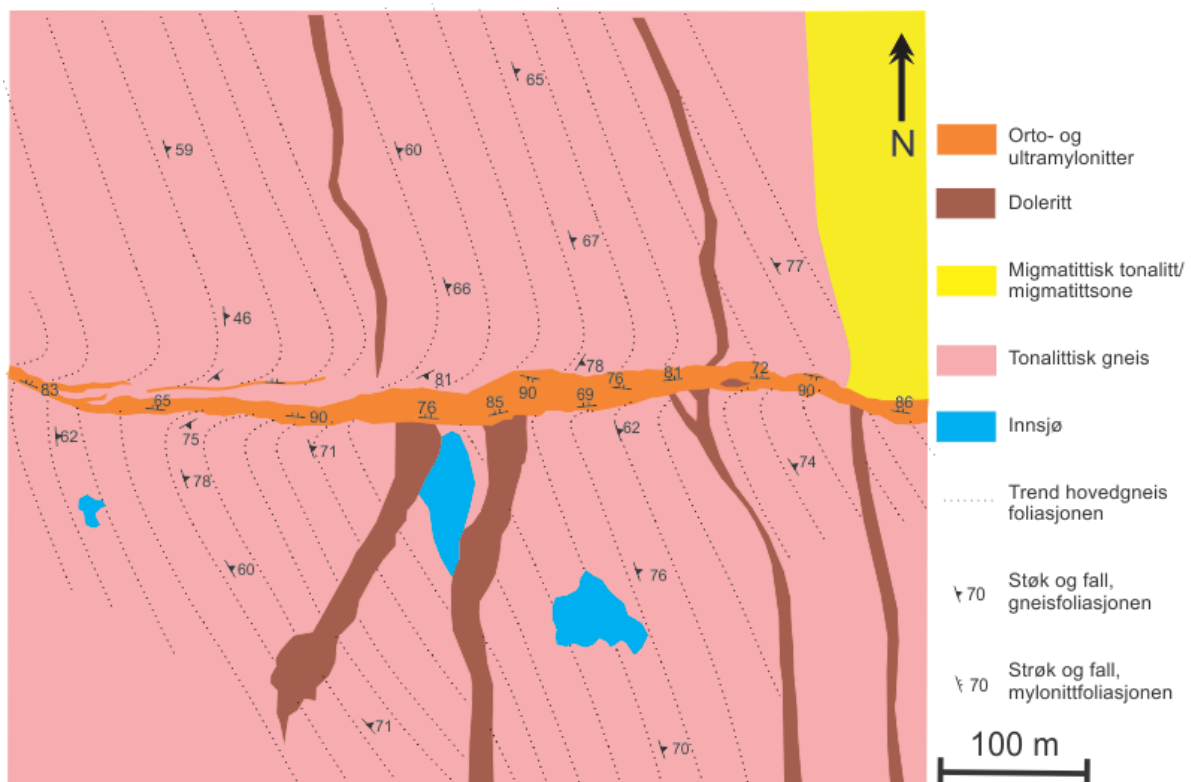 65
59
60
N
Orto- og
ultramylonitter
Doleritt
67
77
Migmatittisk tonalitt/
migmatittsone
66
46
Tonalittisk gneis
78
81
81
76
72
83
90
90
65
90
76
85
69
86
62
75
71
62
Innsjø
78
74
Trend hovedgneis
foliasjonen
60
76
70
Støk og fall,
gneisfoliasjonen
70
Strøk og fall,
mylonittfoliasjonen
71
70
100 m